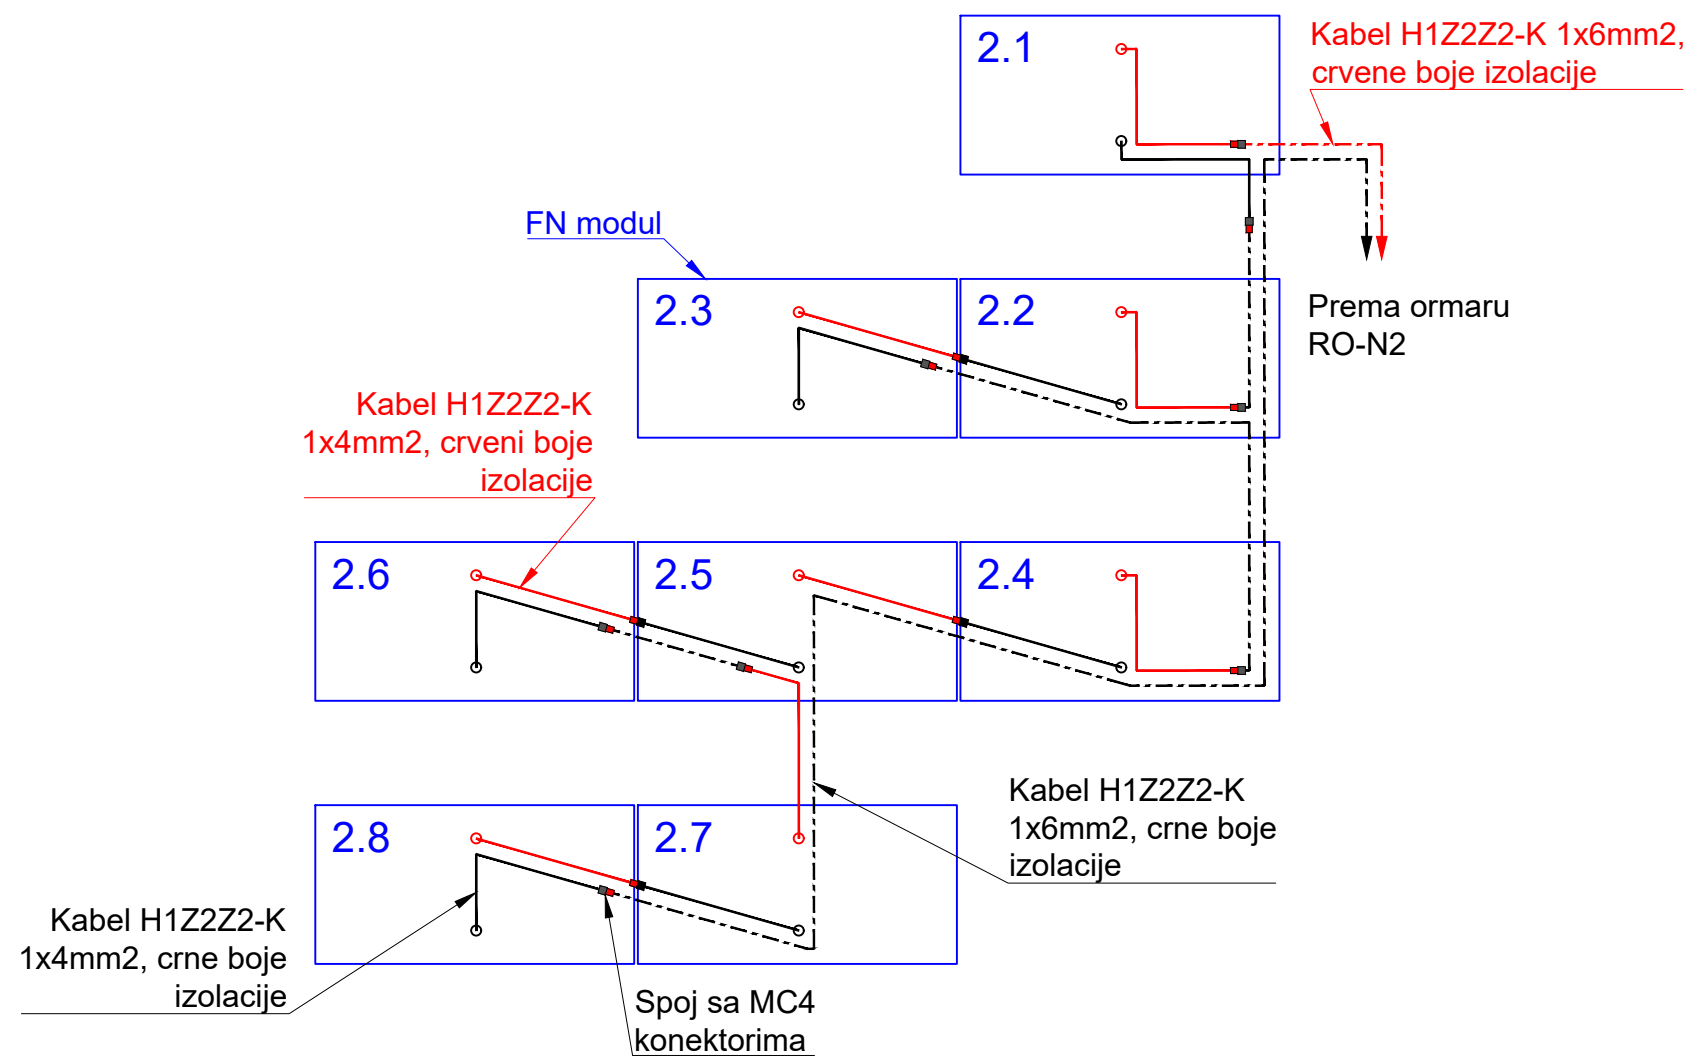 2.1
Kabel H1Z2Z2-K 1x6mm2,
crvene boje izolacije
FN modul
2.3
2.2
Prema ormaru
RO-N2
Kabel H1Z2Z2-K
1x4mm2, crveni boje
izolacije
2.6
2.5
2.4
Kabel H1Z2Z2-K
1x6mm2, crne boje
izolacije
2.8
2.7
Kabel H1Z2Z2-K
1x4mm2, crne boje
izolacije
Spoj sa MC4
konektorima